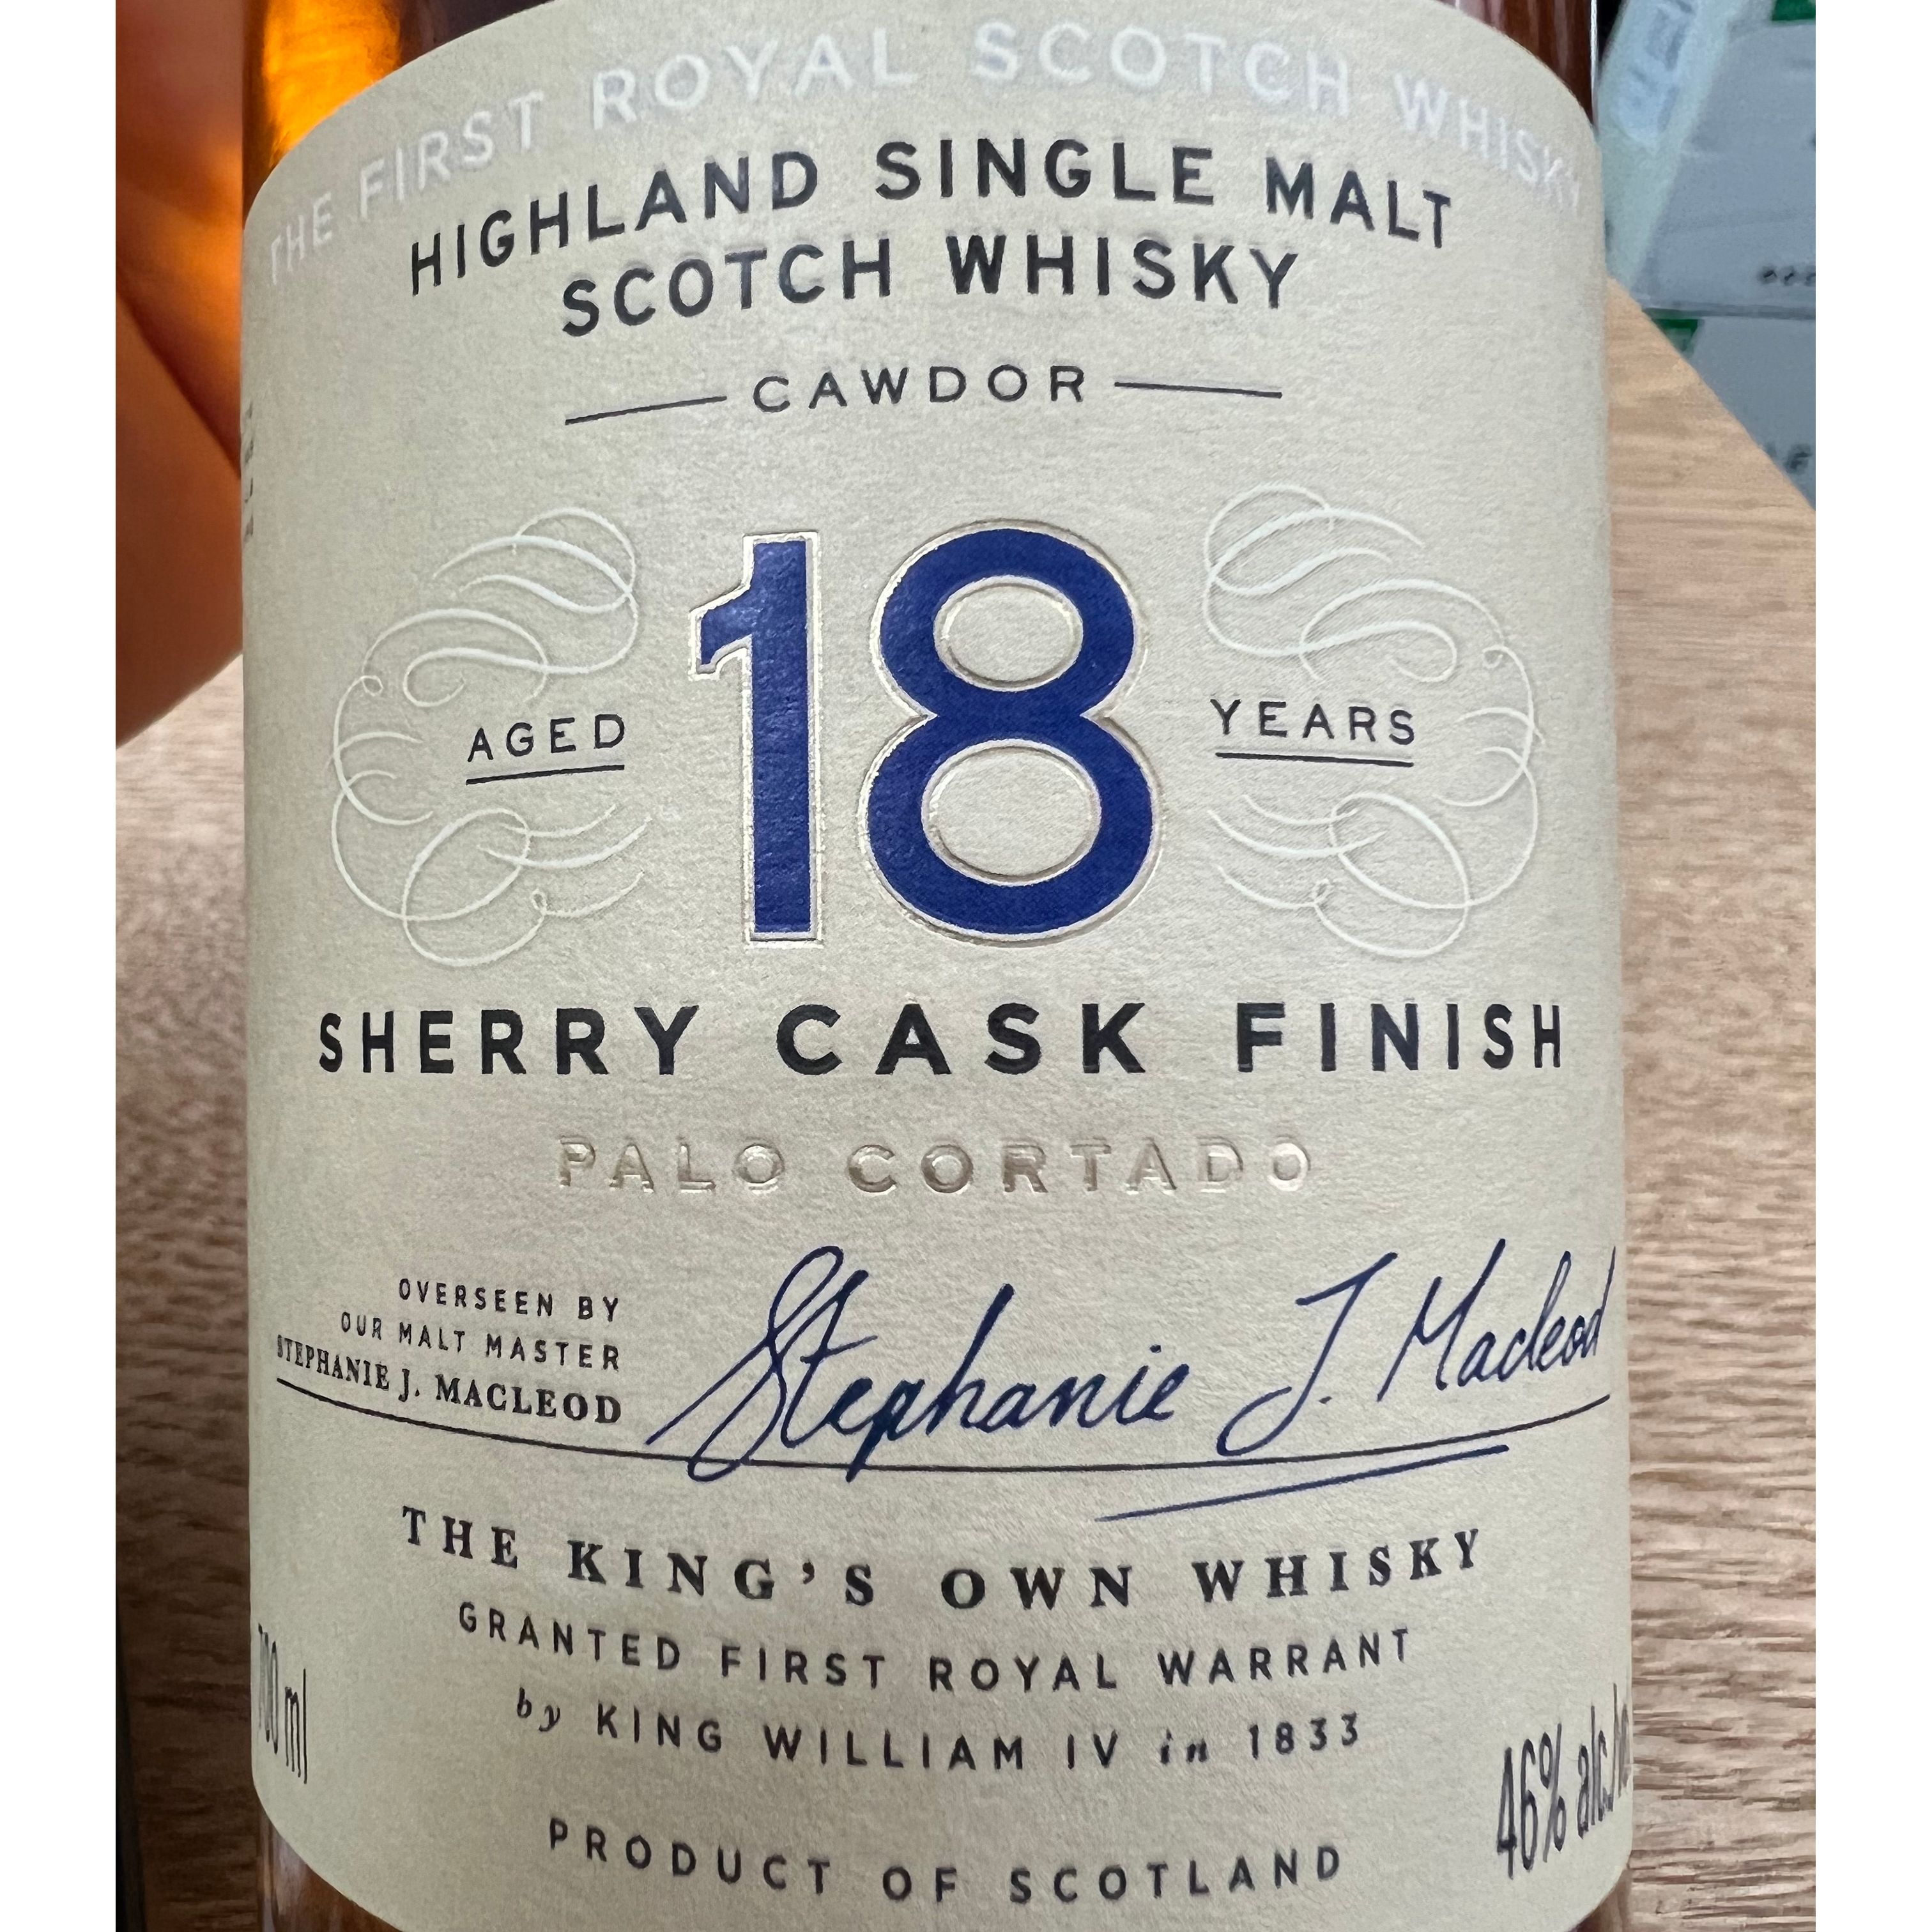 THE FIRST ROYAL SCOTCH WHISKY
HIGHLAND SINGLE MALT
SCOTCH WHISKY
CAWDOR
AGED 18 YEARS
SHERRY CASK FINISH
PALO CORTADO
OVERSEEN BY
OUR MALT MASTER
STEPHANIE J. MACLEOD
Stephanie J. Macleod
THE KING'S OWN WHISKY
GRANTED FIRST ROYAL WARRANT
by KING WILLIAM IV in 1833
700 ml
46% alc./
PRODUCT OF SCOTLAND